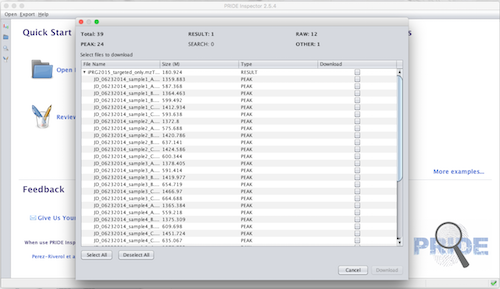 PRIDE Inspector 2.5.4
Open Export Help
Total: 39 RESULT: 1 RAW: 12
PEAK: 24 SEARCH: 0 OTHER: 1
Select files to download
File Name Size (M) Type Download
iPRG2015_targeted_only.mzT... 180.924 RESULT
JD_06232014_sample1_A... 1359.883 PEAK
JD_06232014_sample1_A... 587.368 PEAK
JD_06232014_sample1_B... 1364.463 PEAK
JD_06232014_sample1_B... 599.492 PEAK
JD_06232014_sample1_C... 1412.934 PEAK
JD_06232014_sample1_C... 593.638 PEAK
JD_06232014_sample2_A... 1372.8 PEAK
JD_06232014_sample2_A... 575.688 PEAK
JD_06232014_sample2_B... 1420.786 PEAK
JD_06232014_sample2_B... 637.141 PEAK
JD_06232014_sample2_C... 1424.586 PEAK
JD_06232014_sample2_C... 600.344 PEAK
JD_06232014_sample3_A... 1378.405 PEAK
JD_06232014_sample3_A... 591.414 PEAK
JD_06232014_sample3_B... 1419.977 PEAK
JD_06232014_sample3_B... 654.719 PEAK
JD_06232014_sample3_C... 1466.97 PEAK
JD_06232014_sample3_C... 664.688 PEAK
JD_06232014_sample4_A... 1365.384 PEAK
JD_06232014_sample4_A... 559.218 PEAK
JD_06232014_sample4_B... 1375.309 PEAK
JD_06232014_sample4_B... 609.698 PEAK
JD_06232014_sample4_C... 1451.724 PEAK
JD_06232014_sample4_C... 635.067 PEAK
Select All Deselect All
Cancel Download
Quick Start
Open
Review
More examples...
Feedback
Give Us Your
When use PRIDE Inspe
Perez-Riverol et al
PRIDE